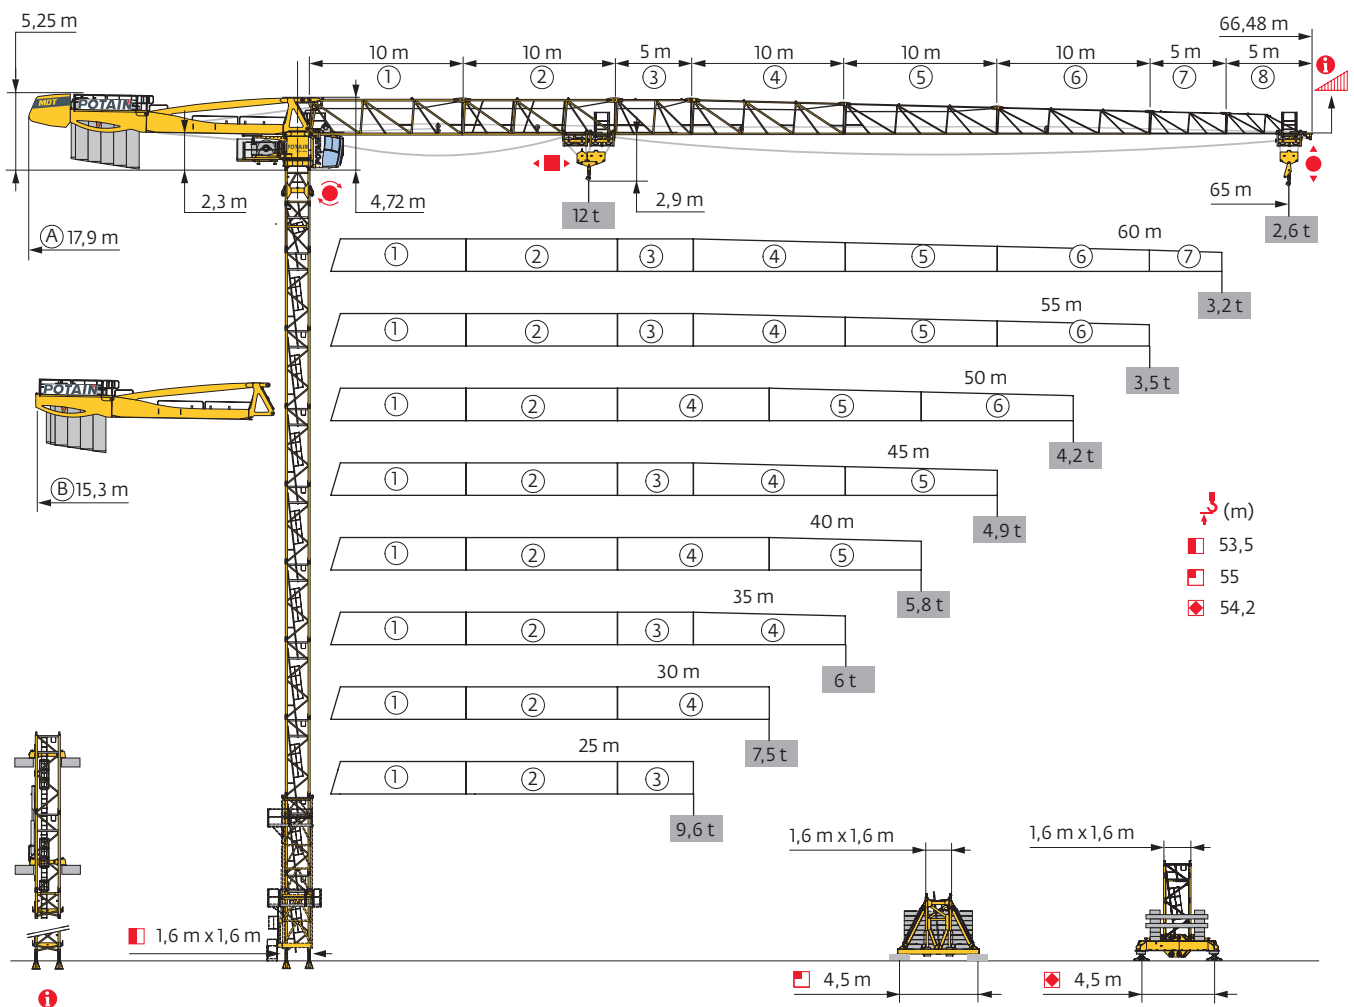 5,25 m
66,48 m
10 m 10 m 5 m 10 m 10 m 10 m 5 m 5 m
1 2 3 4 5 6 7 8
i
MDT POTAIN
POTAIN
2,3 m
4,72 m
2,9 m
65 m
12 t
2,6 t
A 17,9 m
60 m
1 2 3 4 5 6 7
3,2 t
55 m
1 2 3 4 5 6
3,5 t
POTAIN
50 m
1 2 4 5 6
4,2 t
45 m
1 2 3 4 5
4,9 t
B 15,3 m
(m)
53,5
55
54,2
40 m
1 2 4 5
5,8 t
35 m
1 2 3 4
6 t
30 m
1 2 4
7,5 t
25 m
1 2 3
9,6 t
1,6 m x 1,6 m
1,6 m x 1,6 m
1,6 m x 1,6 m
4,5 m
4,5 m
i